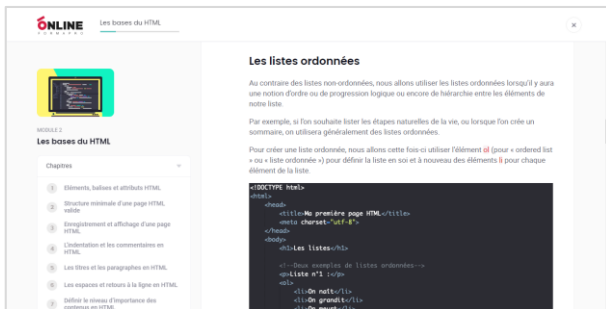 ONLINE
FORMAPRO
Les bases du HTML
×
MODULE 2
Les bases du HTML
Chapitres
1 Eléments, balises et attributs HTML
2 Structure minimale d'une page HTML
valide
3 Enregistrement et affichage d'une page
HTML
4 L'indentation et les commentaires en
HTML
5 Les titres et les paragraphes en HTML
6 Les espaces et retours à la ligne en HTML
7 Définir le niveau d'importance des
contenus en HTML
Les listes ordonnées
Au contraire des listes non-ordonnées, nous allons utiliser les listes ordonnées lorsqu'il y aura
une notion d'ordre ou de progression logique ou encore de hiérarchie entre les éléments de
notre liste.
Par exemple, si l'on souhaite lister les étapes naturelles de la vie, ou lorsque l'on crée un
sommaire, on utilisera généralement des listes ordonnées.
Pour créer une liste ordonnée, nous allons cette fois-ci utiliser l'élément ol (pour « ordered list
» ou « liste ordonnée ») pour définir la liste en soi et à nouveau des éléments li pour chaque
élément de la liste.
<!DOCTYPE html>
<html>
<head>
<title>Ma première page HTML</title>
<meta charset="utf-8">
</head>
<body>
<h1>Les listes</h1>
<!--Deux exemples de listes ordonnées-->
<p>Liste n°1 :</p>
<ol>
<li>On naît</li>
<li>On grandit</li>
<li>On meurt</li>